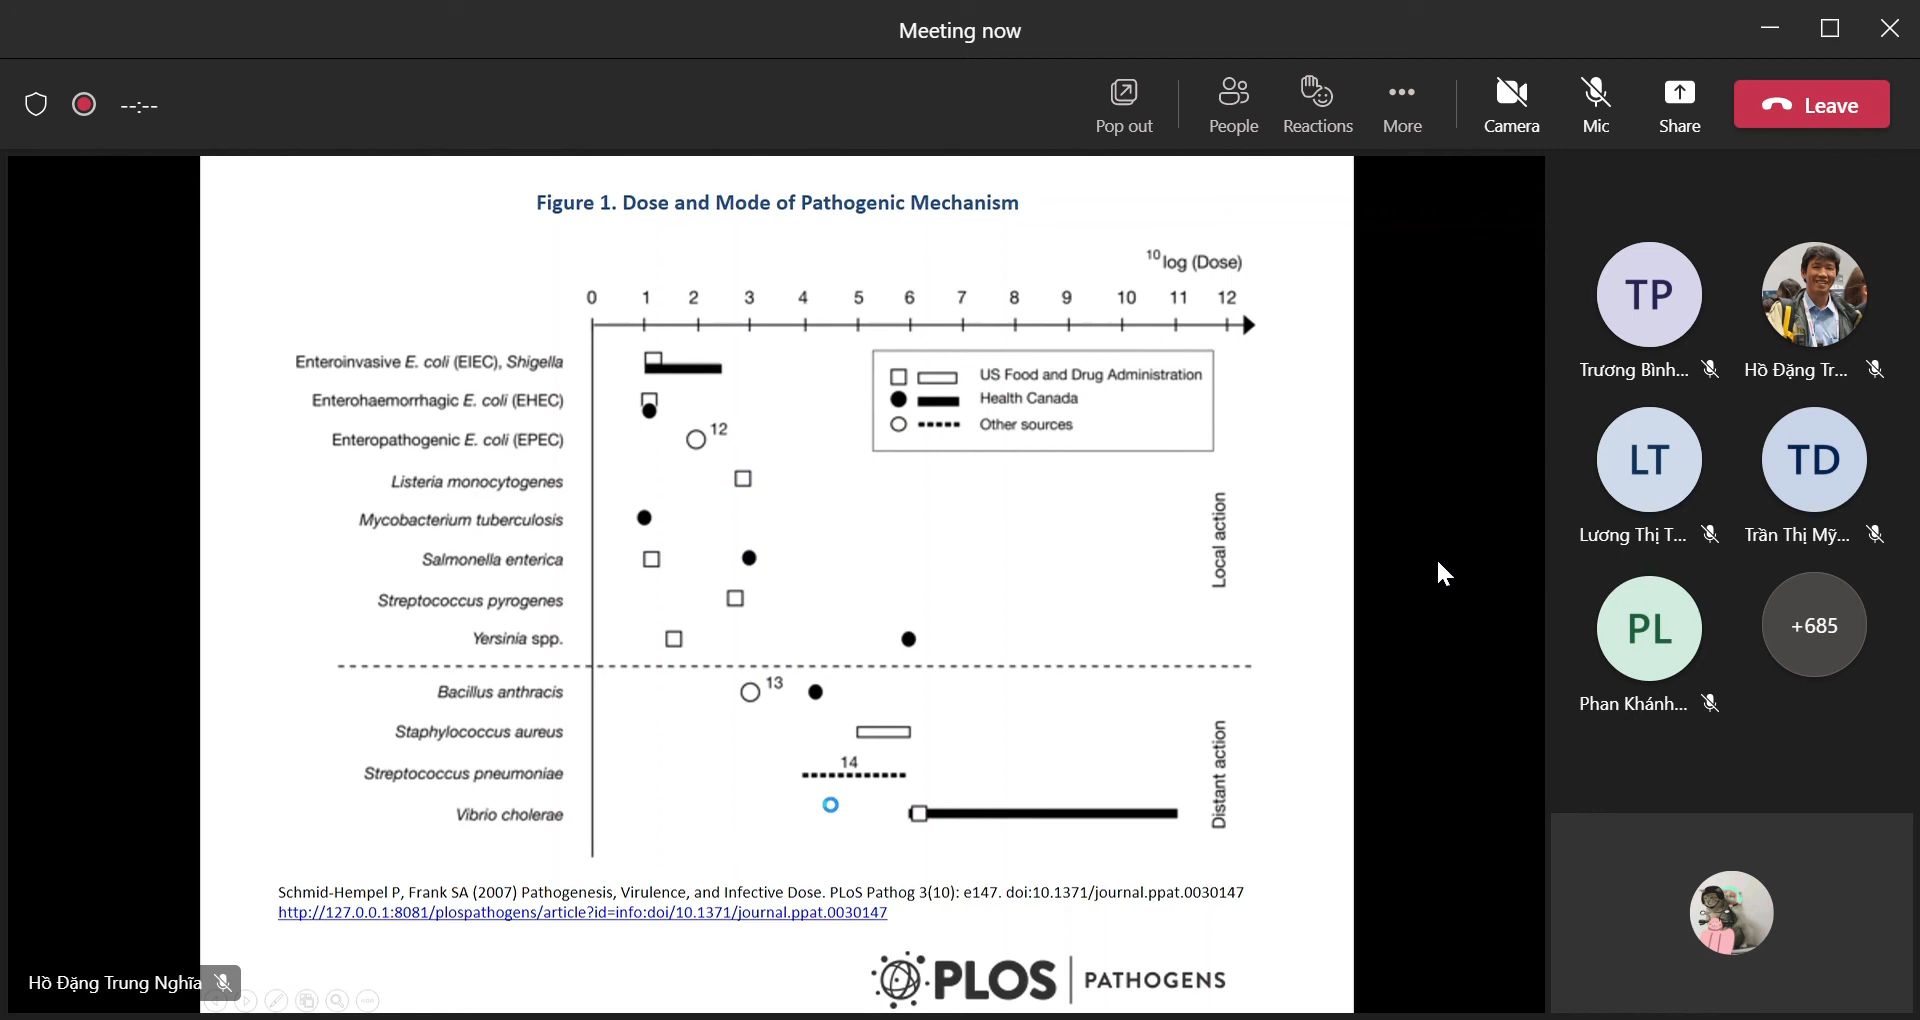 Meeting now
--:--
Pop out
People
Reactions
More
Camera
Mic
Share
Leave
Figure 1. Dose and Mode of Pathogenic Mechanism
10 log (Dose)
0 1 2 3 4 5 6 7 8 9 10 11 12
Enteroinvasive E. coli (EIEC), Shigella
Enterohaemorrhagic E. coli (EHEC)
Enteropathogenic E. coli (EPEC)
12
Listeria monocytogenes
Mycobacterium tuberculosis
Salmonella enterica
Streptococcus pyrogenes
Yersinia spp.
US Food and Drug Administration
Health Canada
Other sources
Local action
Bacillus anthracis
13
Staphylococcus aureus
Streptococcus pneumoniae
14
Vibrio cholerae
Distant action
Schmid-Hempel P, Frank SA (2007) Pathogenesis, Virulence, and Infective Dose. PLoS Pathog 3(10): e147. doi:10.1371/journal.ppat.0030147
http://127.0.0.1:8081/plospathogens/article?id=info:doi/10.1371/journal.ppat.0030147
PLOS PATHOGENS
Hồ Đặng Trung Nghĩa
TP
Trương Bình...
Hồ Đặng Tr...
LT
Lương Thị T...
TD
Trần Thị Mỹ...
PL
Phan Khánh...
+685